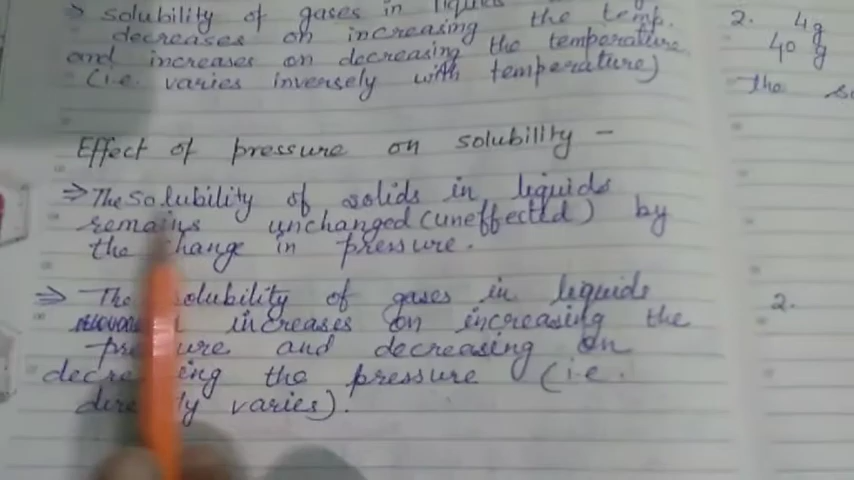 ⇒ solubility of gases in liquids
decreases on increasing the temp.
and increases on decreasing the temperature
(i.e. varies inversely with temperature)
Effect of pressure on solubility -
⇒ The solubility of solids in liquids
remains unchanged (uneffected) by
the change in pressure.
⇒ The solubility of gases in liquids
increases on increasing the
pressure and decreasing on
decreasing the pressure (i.e.
directly varies).
2. 4g
40 g
The
2.